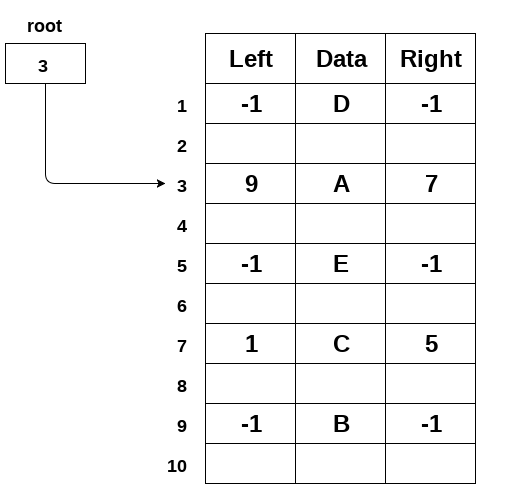 root
3
Left Data Right
1 -1 D -1
2
3 9 A 7
4
5 -1 E -1
6
7 1 C 5
8
9 -1 B -1
10